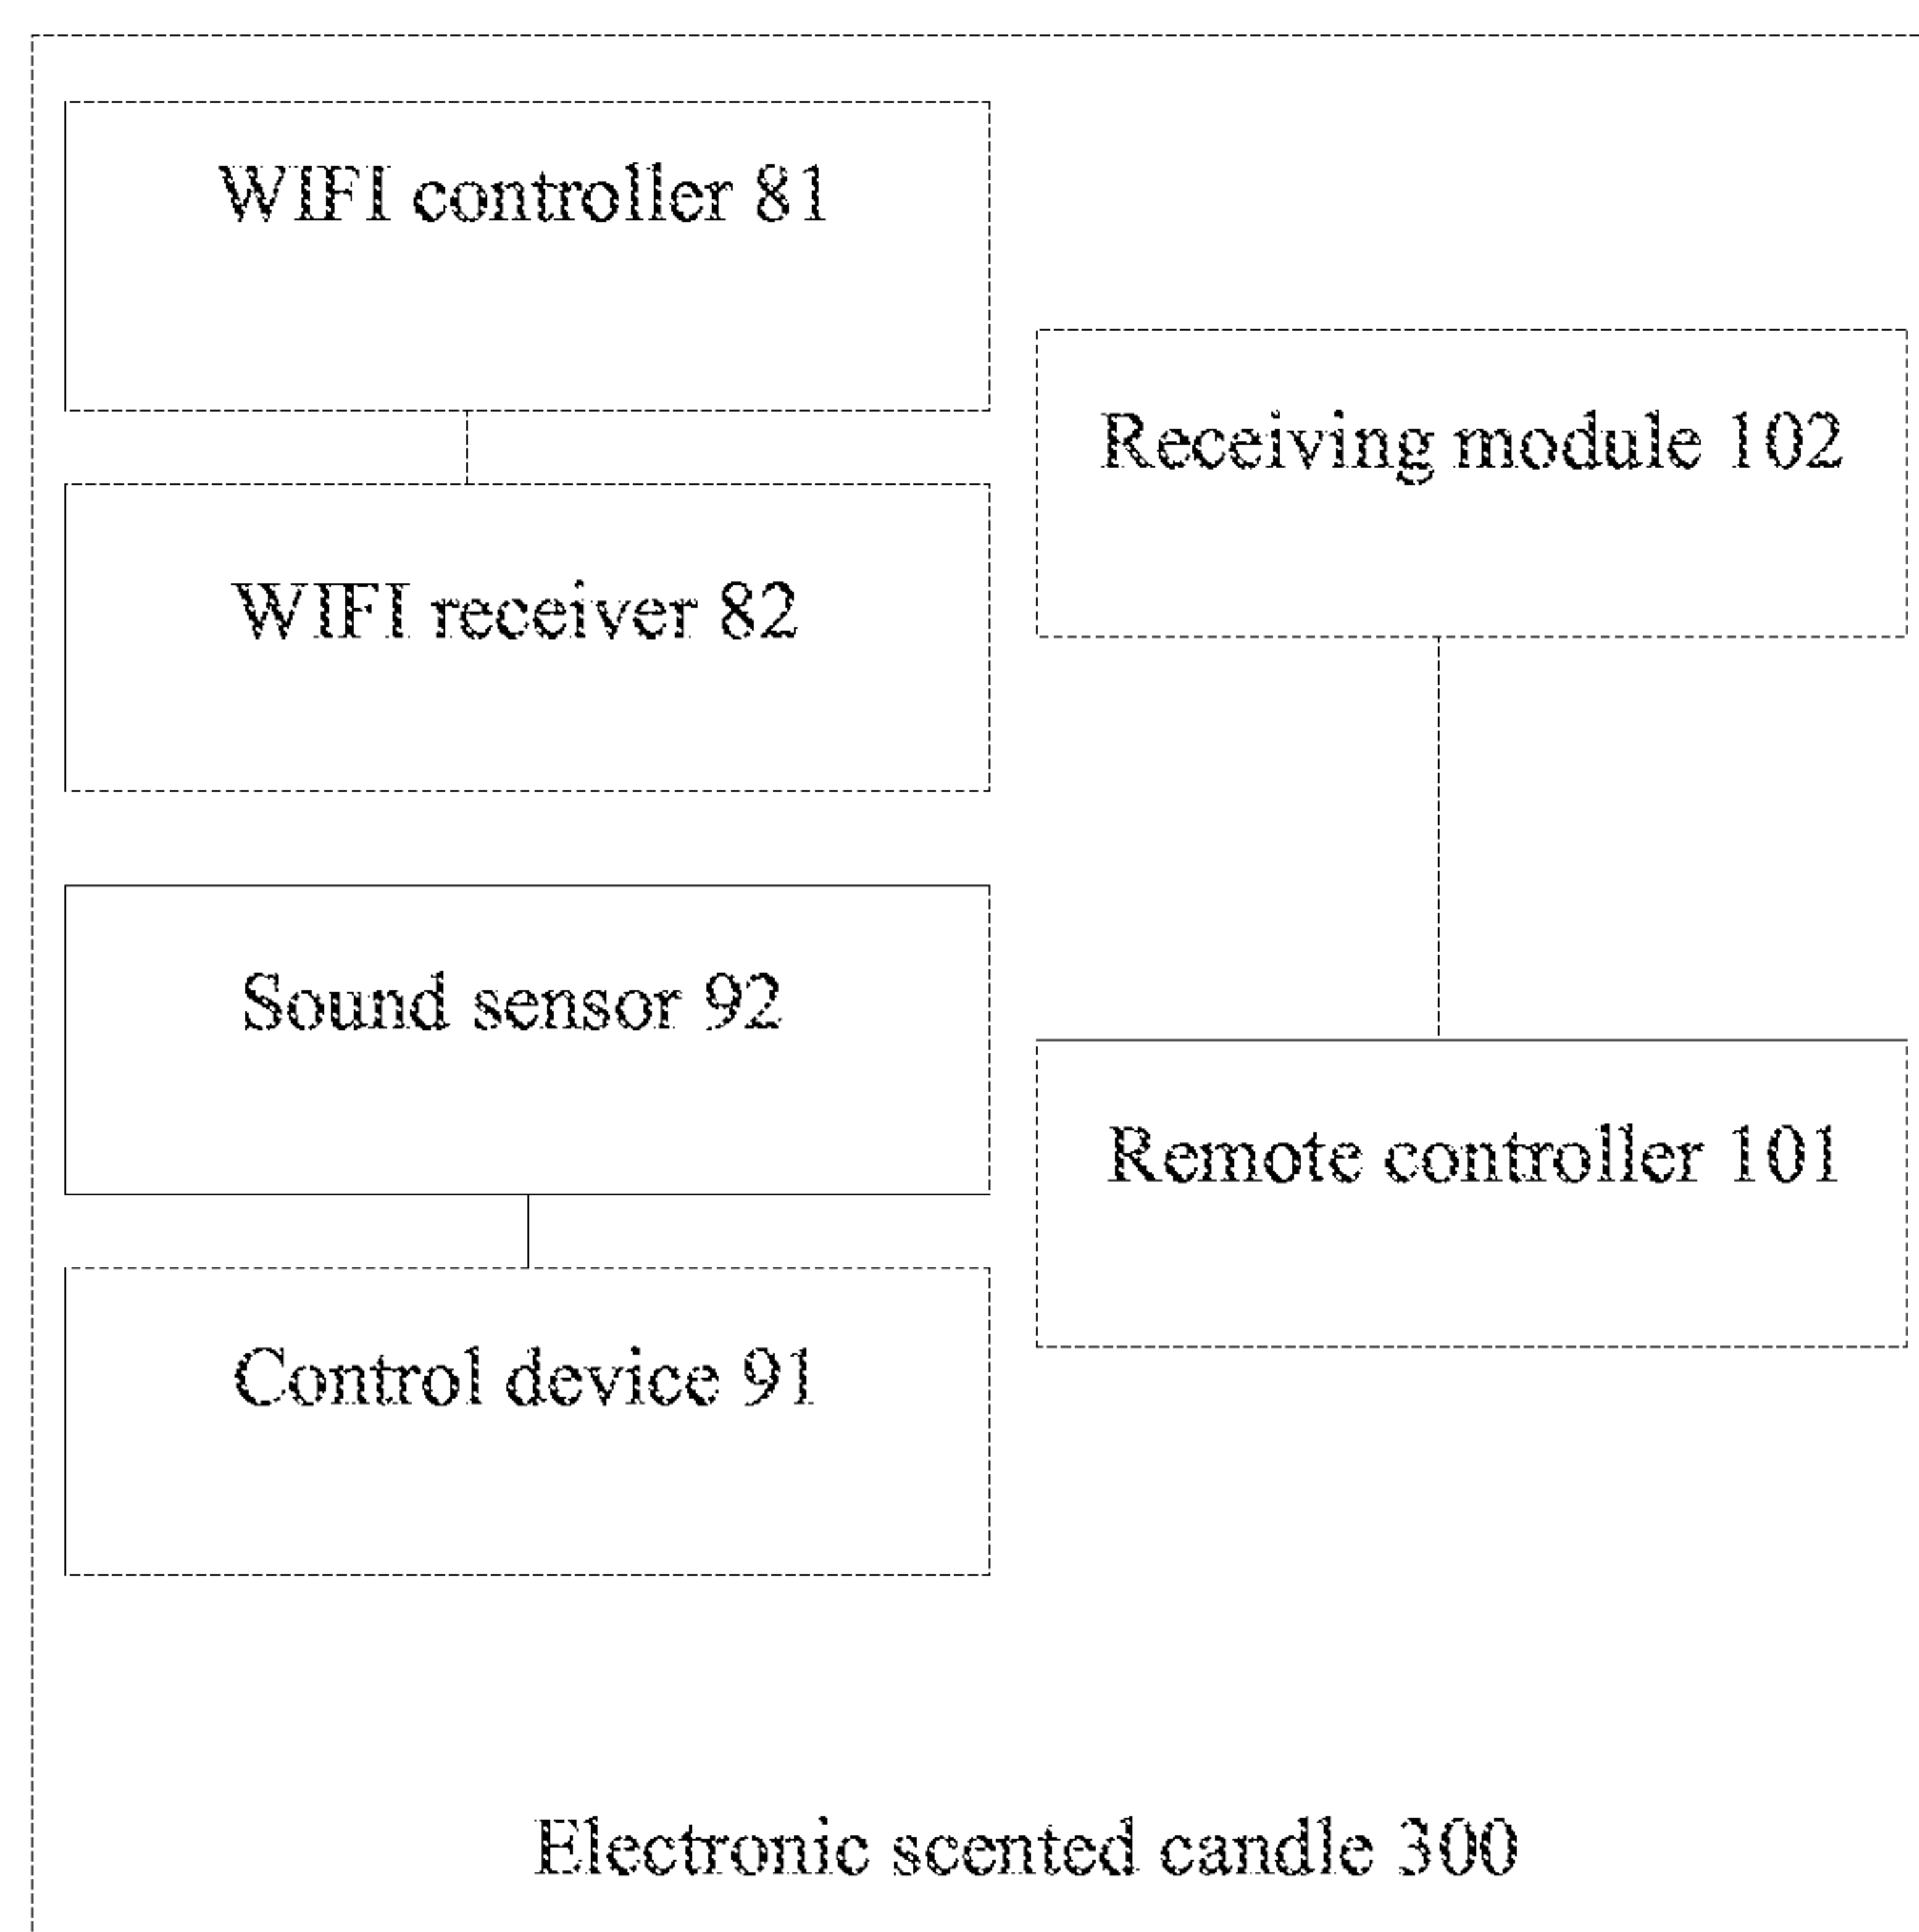 WIFI controller 81
WIFI receiver 82
Sound sensor 92
Control device 91
Receiving module 102
Remote controller 101
Electronic scented candle 300